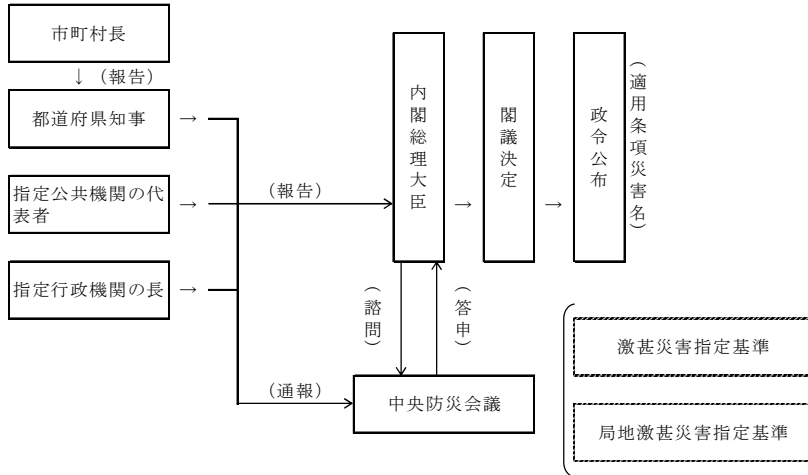 市町村長
↓（報告）
都道府県知事 →
指定公共機関の代
表者 →
指定行政機関の長 →
（報告）
（通報）
内閣総理大臣
→
閣議決定
→
政令公布
（適用条項災害名）
（諮問）
（答申）
中央防災会議
激甚災害指定基準
局地激甚災害指定基準